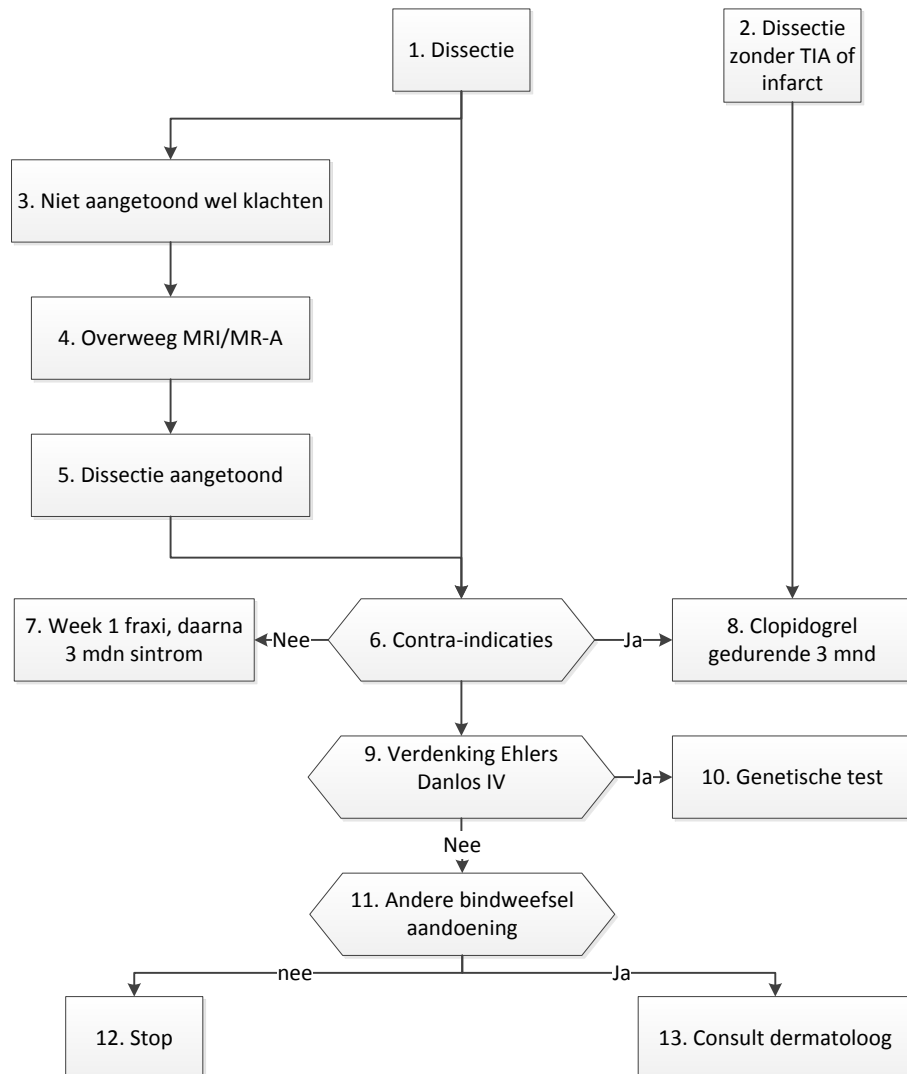 1. Dissectie
2. Dissectie
zonder TIA of
infarct
3. Niet aangetoond wel klachten
4. Overweeg MRI/MR-A
5. Dissectie aangetoond
7. Week 1 fraxi, daarna
3 mdn sintrom
Nee
6. Contra-indicaties
Ja
8. Clopidogrel
gedurende 3 mnd
9. Verdenking Ehlers
Danlos IV
Ja
10. Genetische test
Nee
11. Andere bindweefsel
aandoening
nee
Ja
12. Stop
13. Consult dermatoloog